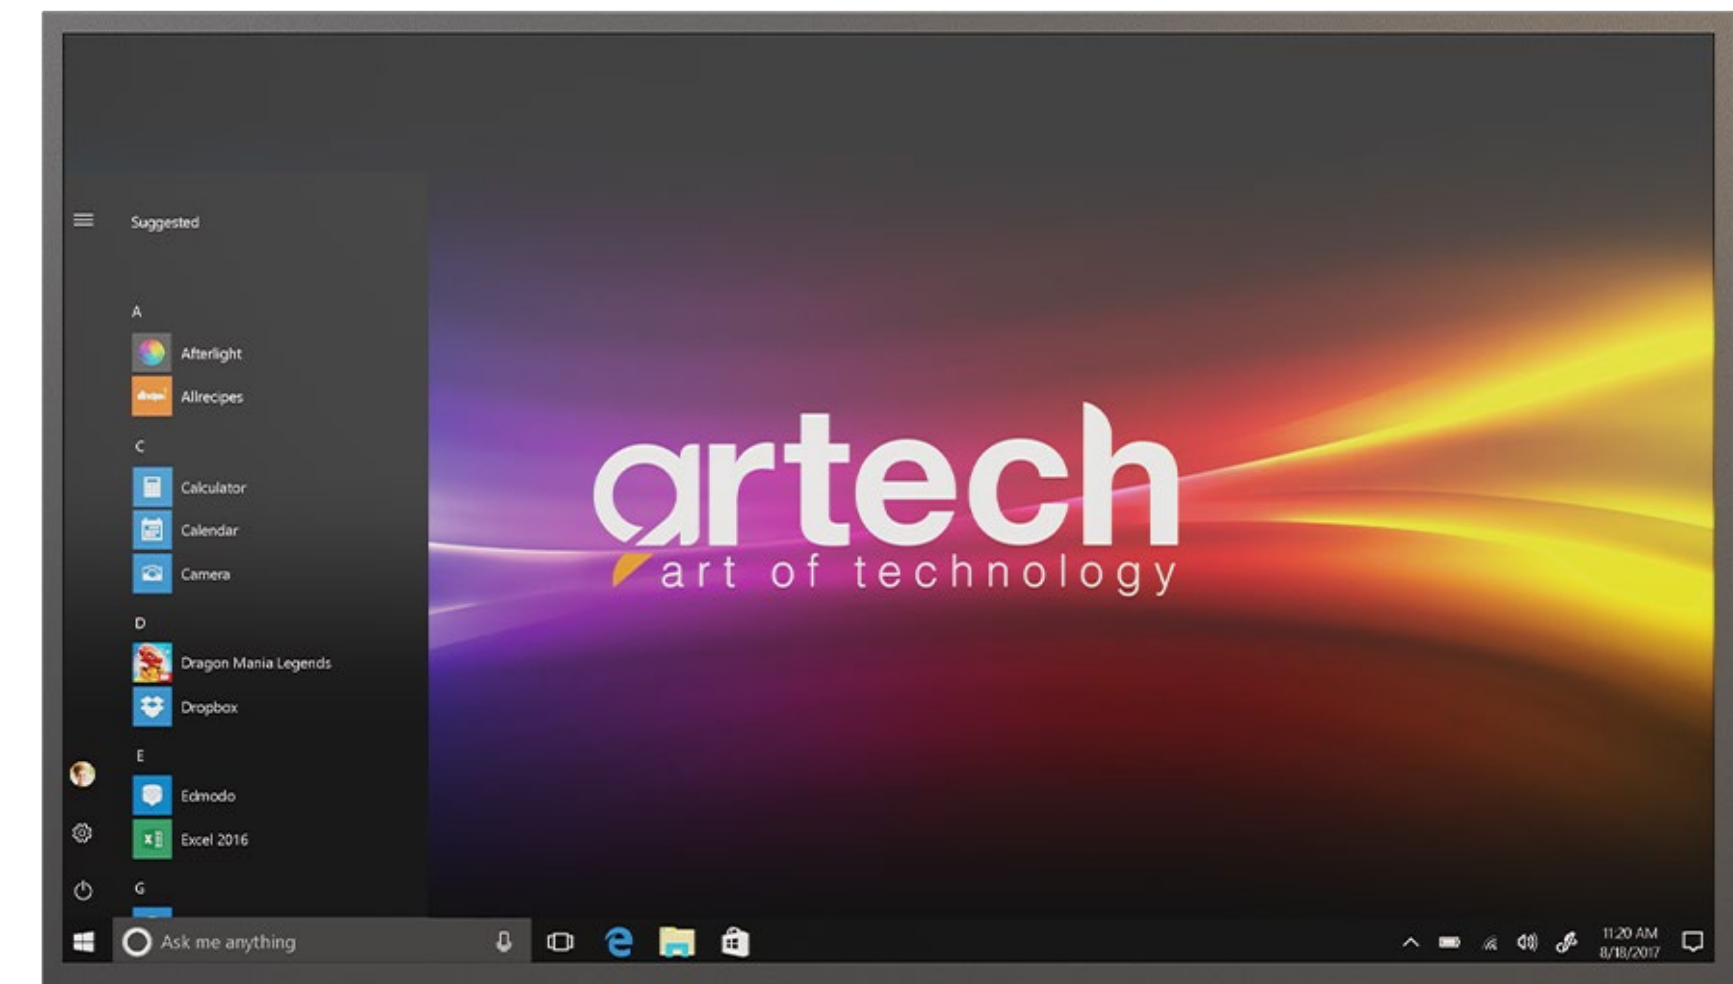 Suggested
A
Afterlight
Allrecipes
C
Calculator
Calendar
Camera
D
Dragon Mania Legends
Dropbox
E
Edmodo
Excel 2016
G
artech
art of technology
Ask me anything
11:20 AM
8/18/2017